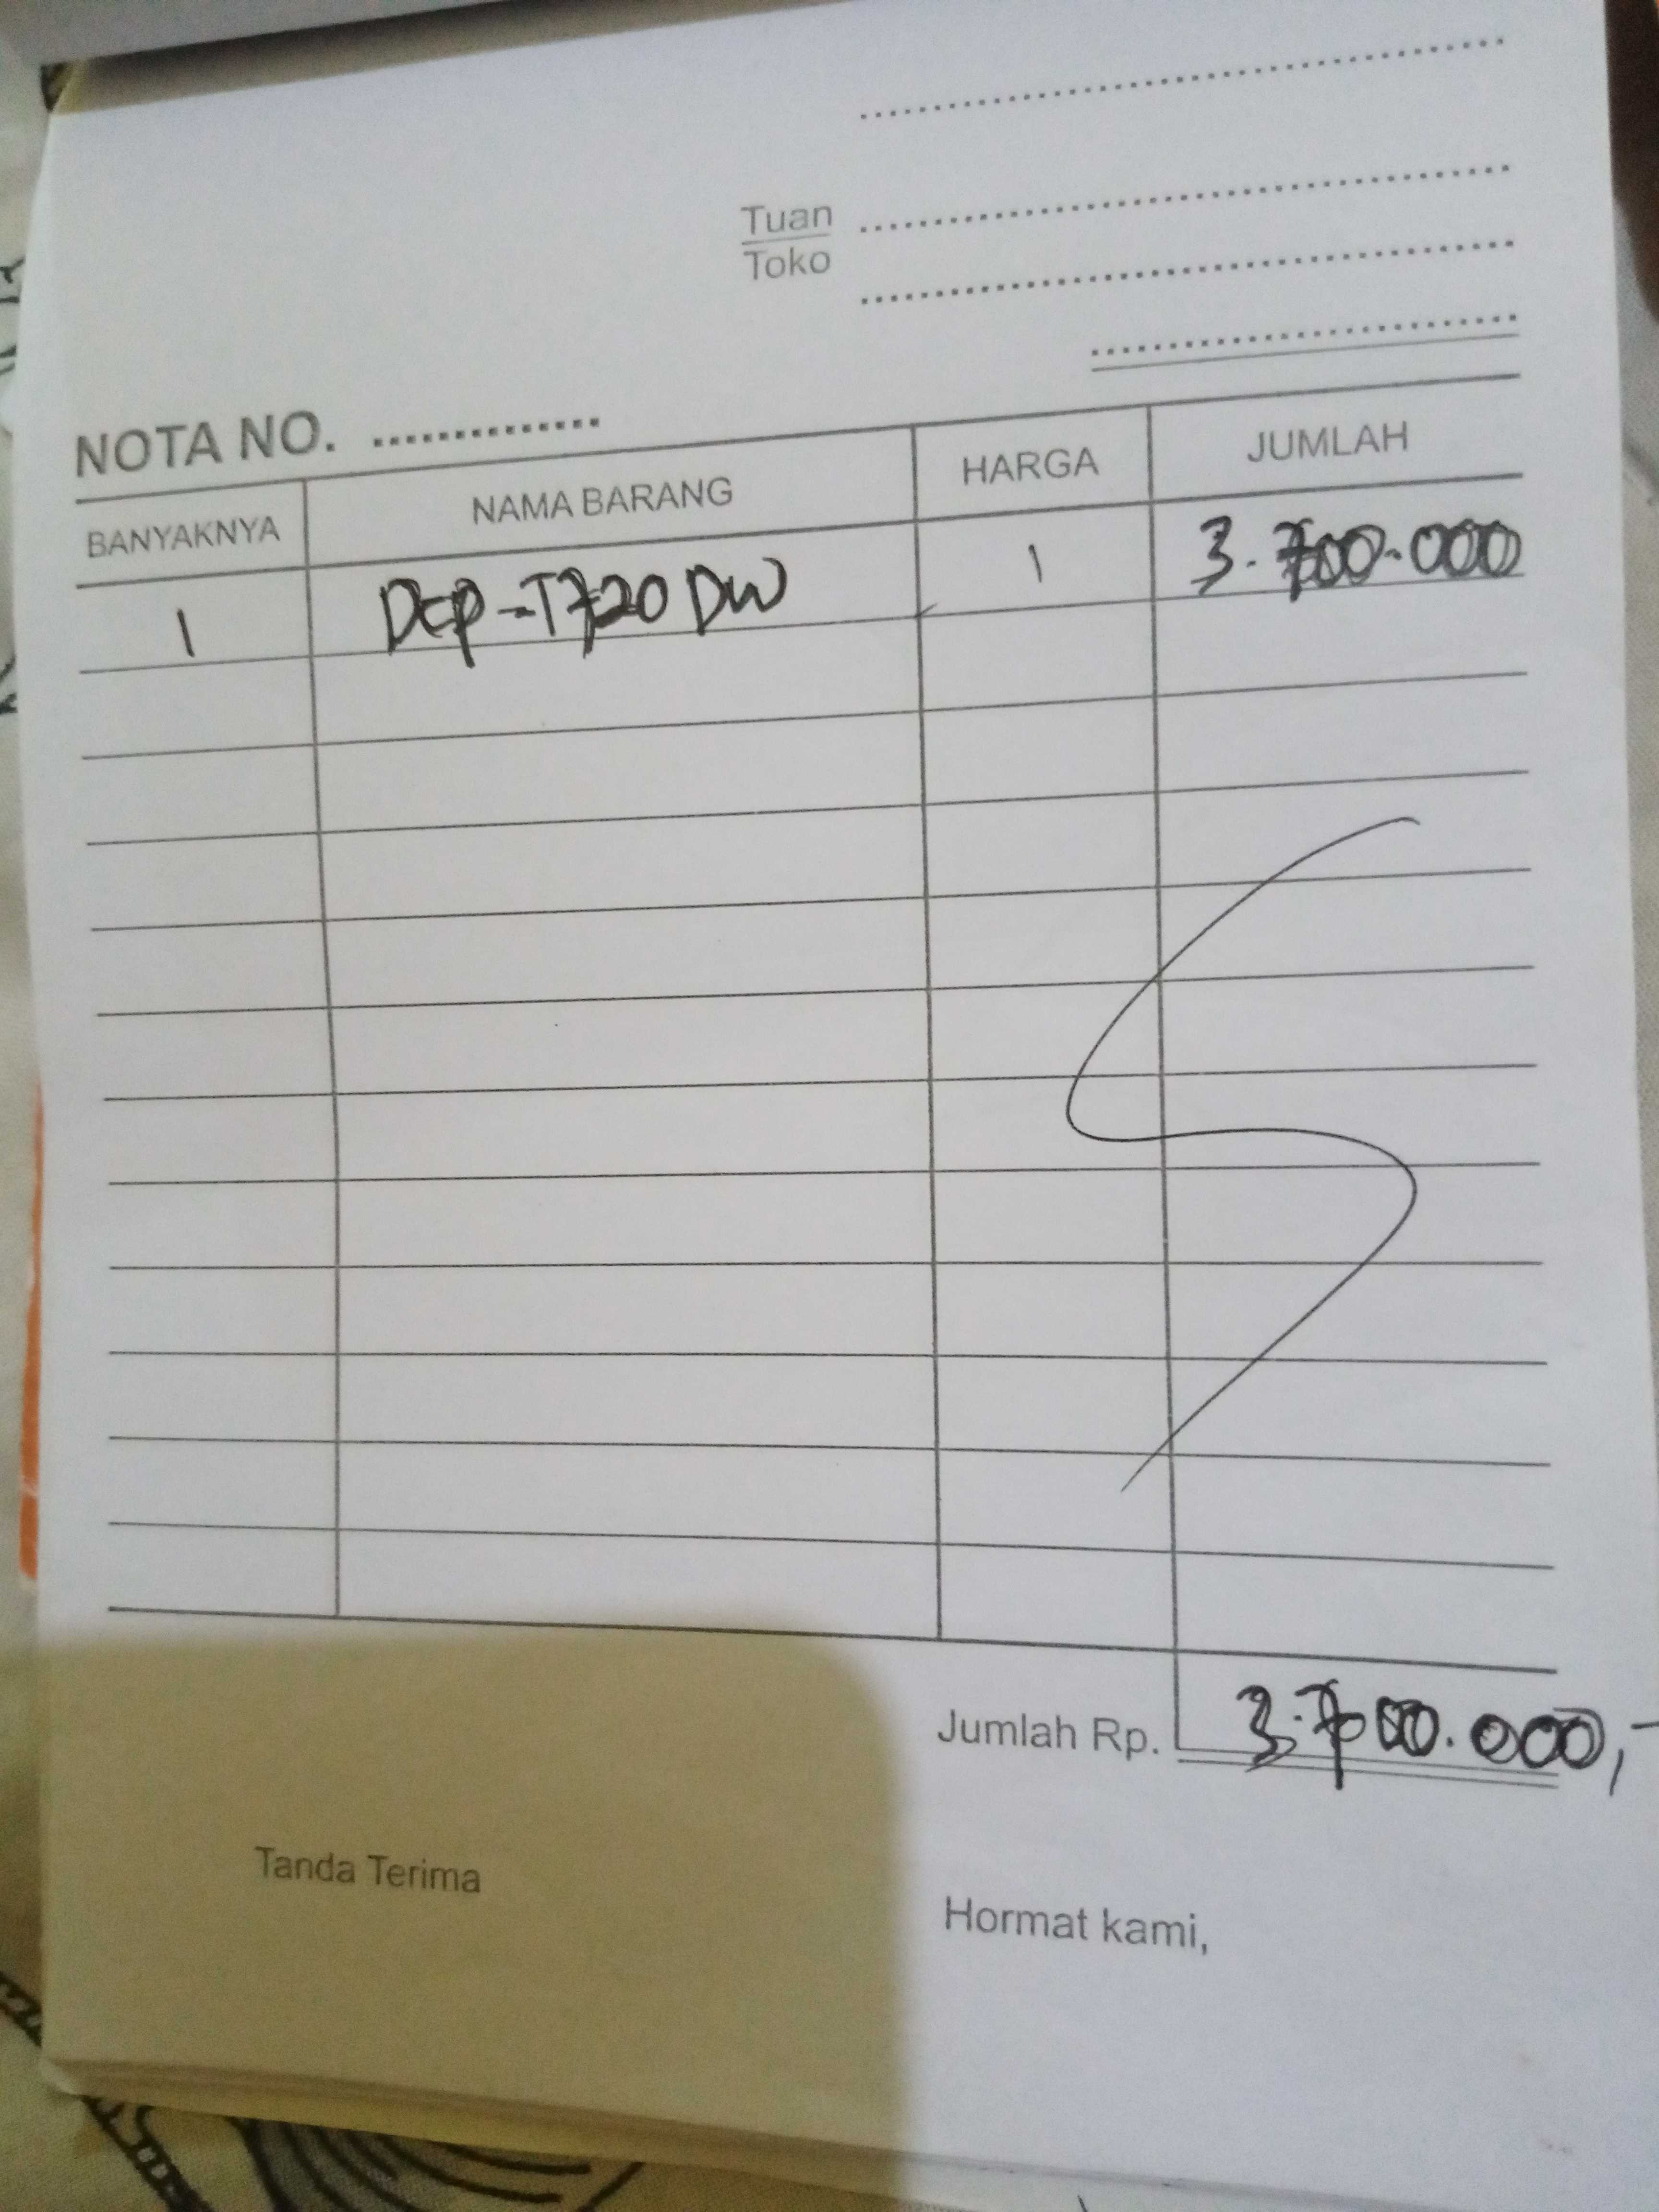 Tuan
Toko
NOTA NO. ..............
BANYAKNYA NAMA BARANG HARGA JUMLAH
1 DCP-T720 DW 1 3.700.000
Jumlah Rp. 3.700.000,-
Tanda Terima
Hormat kami,